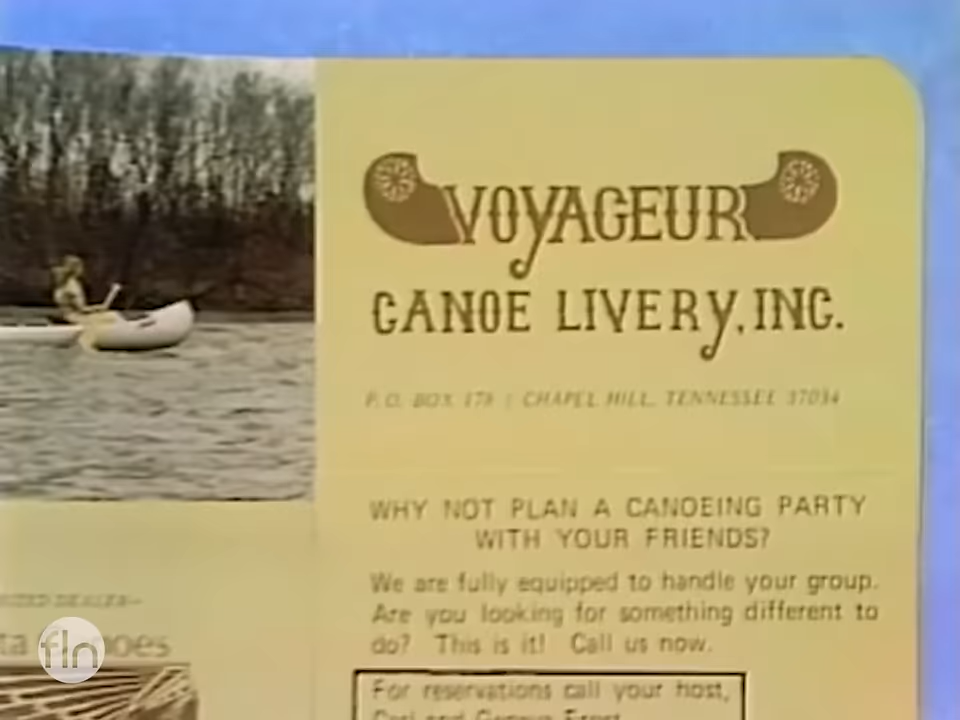 VOYAGEUR
CANOE LIVERY, INC.
P.O. BOX 178 | CHAPEL HILL, TENNESSEE 37034
WHY NOT PLAN A CANOEING PARTY
WITH YOUR FRIENDS?
We are fully equipped to handle your group.
Are you looking for something different to
do? This is it! Call us now.
For reservations call your host,
DEALER—
fln